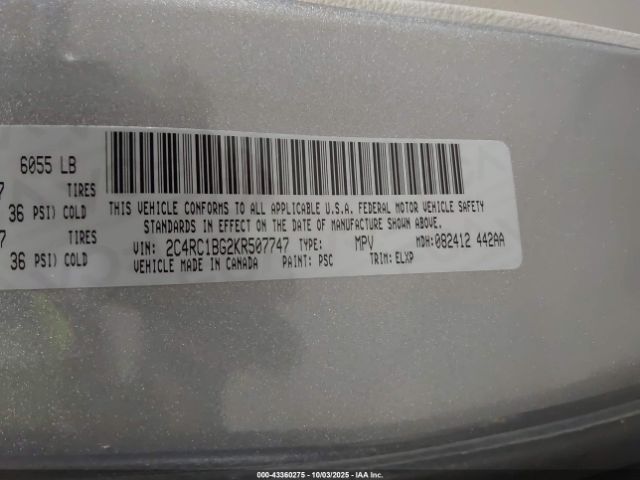 6055 LB
7 TIRES
36 PSI) COLD
7 TIRES
36 PSI) COLD
THIS VEHICLE CONFORMS TO ALL APPLICABLE U.S.A. FEDERAL MOTOR VEHICLE SAFETY
STANDARDS IN EFFECT ON THE DATE OF MANUFACTURE SHOWN ABOVE.
VIN: 2C4RC1BG2KR507747 TYPE: MPV MDH: 082412 442AA
VEHICLE MADE IN CANADA PAINT: PSC TRIM: ELXP
000-43360275 - 10/03/2025 - IAA Inc.